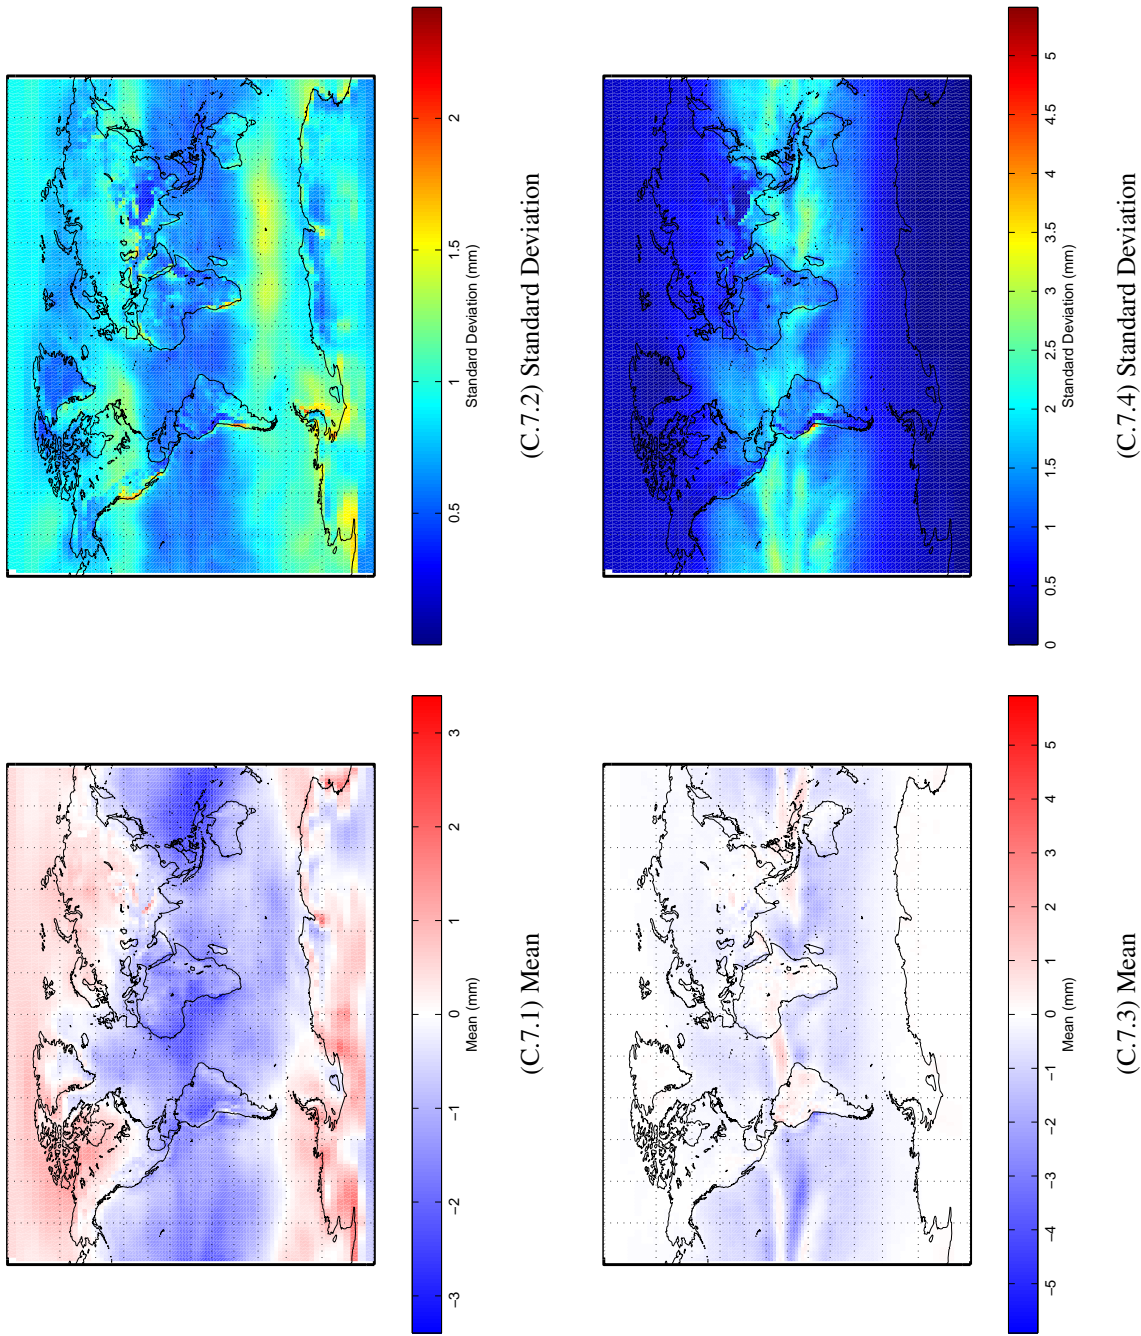 −3 −2 −1 0 1 2 3
Mean (mm)
(C.7.1) Mean
0.5 1 1.5 2
Standard Deviation (mm)
(C.7.2) Standard Deviation
−5 −4 −3 −2 −1 0 1 2 3 4 5
Mean (mm)
(C.7.3) Mean
0 0.5 1 1.5 2 2.5 3 3.5 4 4.5 5
Standard Deviation (mm)
(C.7.4) Standard Deviation